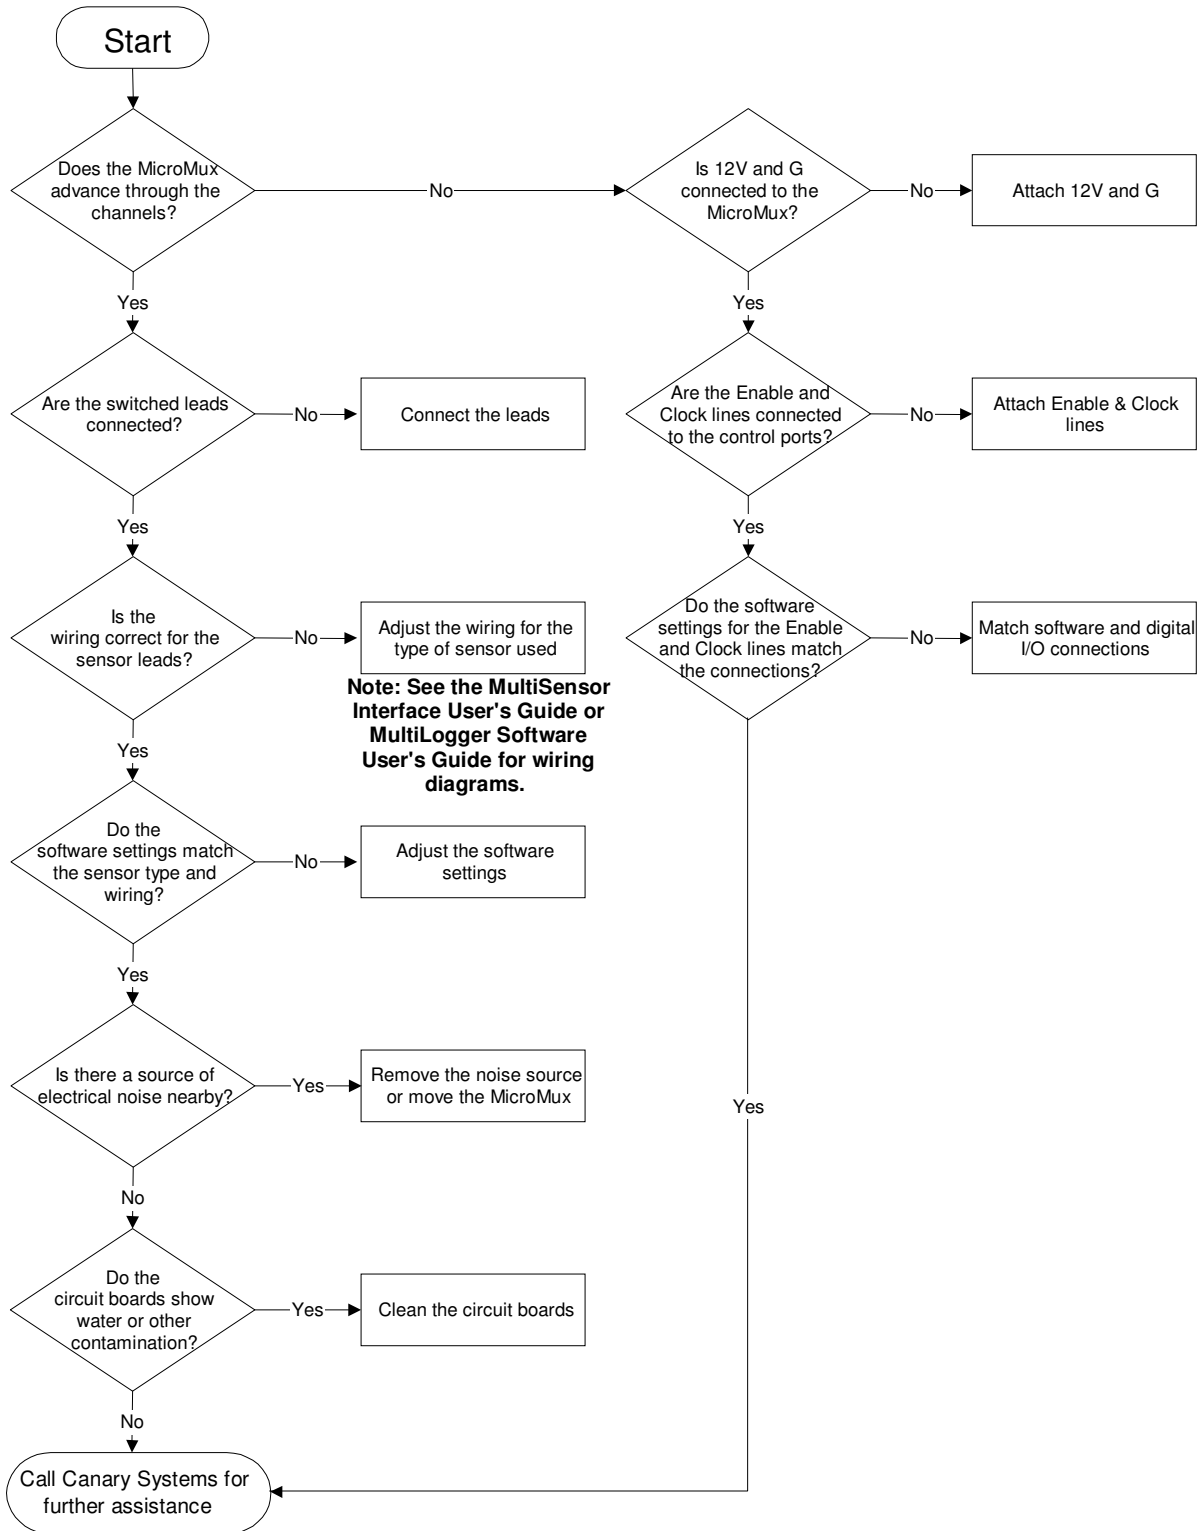 Start
Does the MicroMux
advance through the
channels?
No
Is 12V and G
connected to the
MicroMux?
No
Attach 12V and G
Yes
Yes
Are the switched leads
connected?
No
Connect the leads
Are the Enable and
Clock lines connected
to the control ports?
No
Attach Enable & Clock
lines
Yes
Yes
Is the
wiring correct for the
sensor leads?
No
Adjust the wiring for the
type of sensor used
Note: See the MultiSensor
Interface User's Guide or
MultiLogger Software
User's Guide for wiring
diagrams.
Do the software
settings for the Enable
and Clock lines match
the connections?
No
Match software and digital
I/O connections
Yes
Do the
software settings match
the sensor type and
wiring?
No
Adjust the software
settings
Yes
Is there a source of
electrical noise nearby?
Yes
Remove the noise source
or move the MicroMux
Yes
No
Do the
circuit boards show
water or other
contamination?
Yes
Clean the circuit boards
No
Call Canary Systems for
further assistance